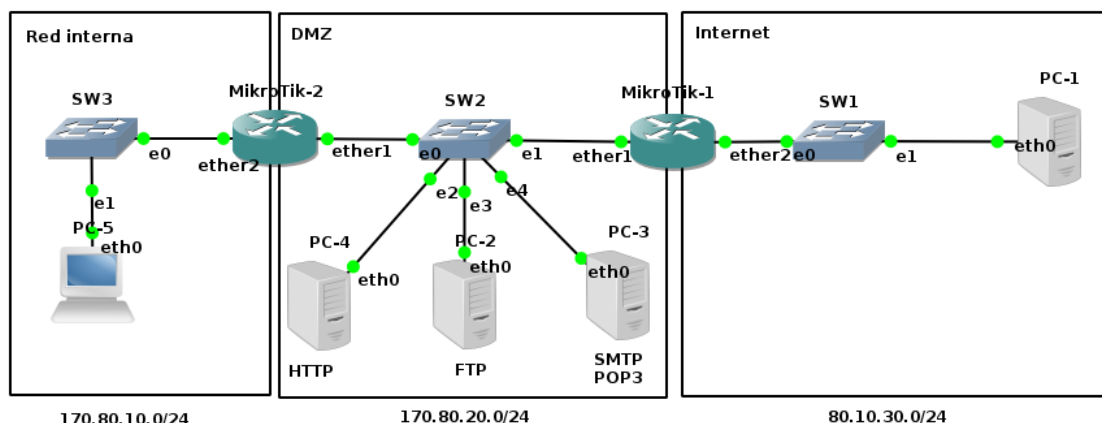 Red interna
DMZ
Internet
SW3
MikroTik-2
SW2
MikroTik-1
SW1
PC-1
e0
ether2
ether1
e0
e1
ether1
ether2
e0
e1
eth0
e1
e2
e3
e4
PC-5
eth0
PC-4
PC-2
PC-3
eth0
eth0
eth0
HTTP
FTP
SMTP
POP3
170.80.10.0/24
170.80.20.0/24
80.10.30.0/24